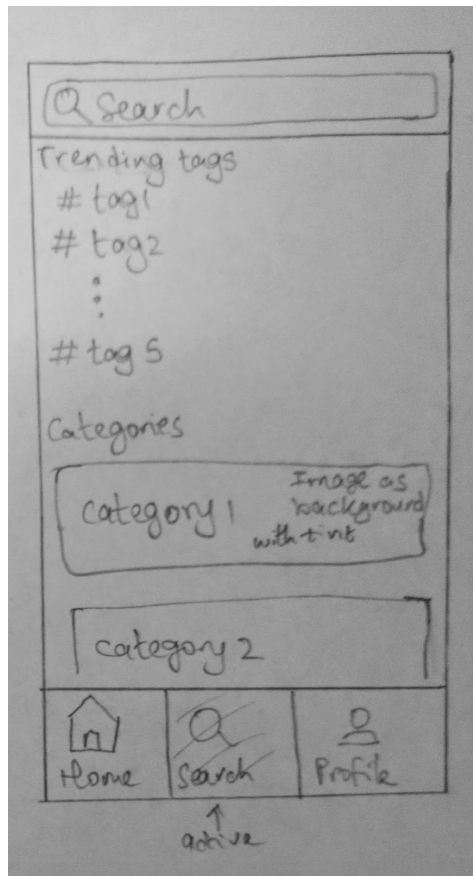 Search
Trending tags
# tag1
# tag2
# tag 5
Categories
category 1
Image as
background
with tint
category 2
Home
Search
Profile
active